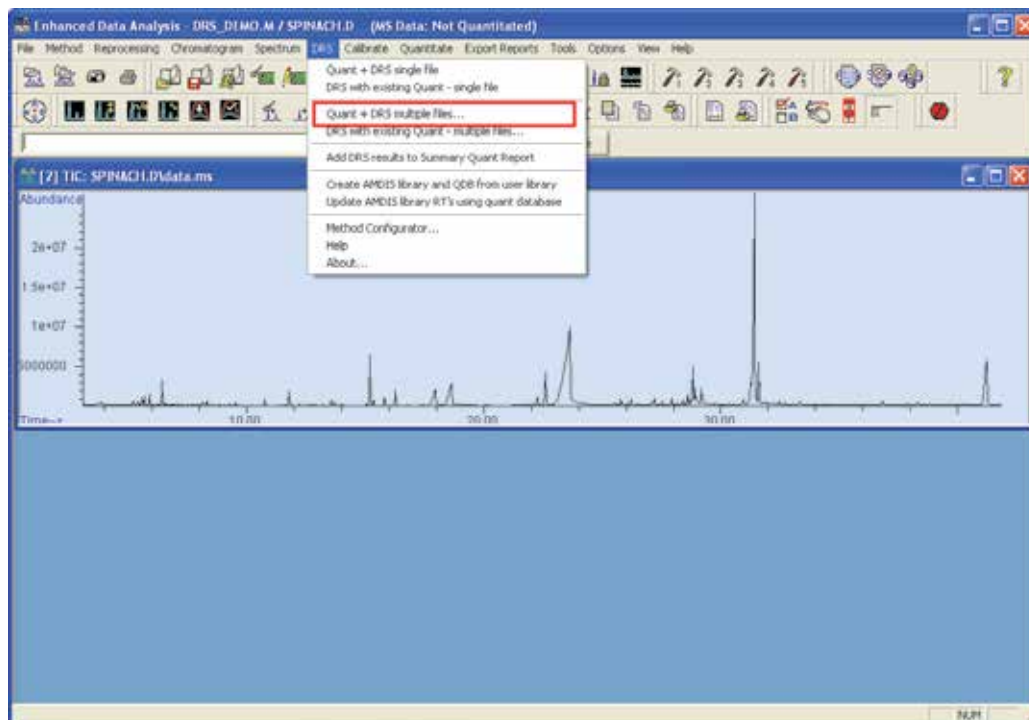 Enhanced Data Analysis - DRS_DEMO.M / SPINACH.D (MS Data: Not Quantitated)
File Method Reprocessing Chromatogram Spectrum DRS Calibrate Quantitate Export Reports Tools Options View Help
Quant + DRS single file
DRS with existing Quant - single file
Quant + DRS multiple files...
DRS with existing Quant - multiple files...
Add DRS results to Summary Quant Report
Create AMDIS library and QDB from user library
Update AMDIS library RT's using quant database
Method Configurator...
Help
About...
[2] TIC: SPINACH.D\data.ms
Abundance
2e+07
1.5e+07
1e+07
5000000
Time-->
10.00 20.00 30.00
NUM